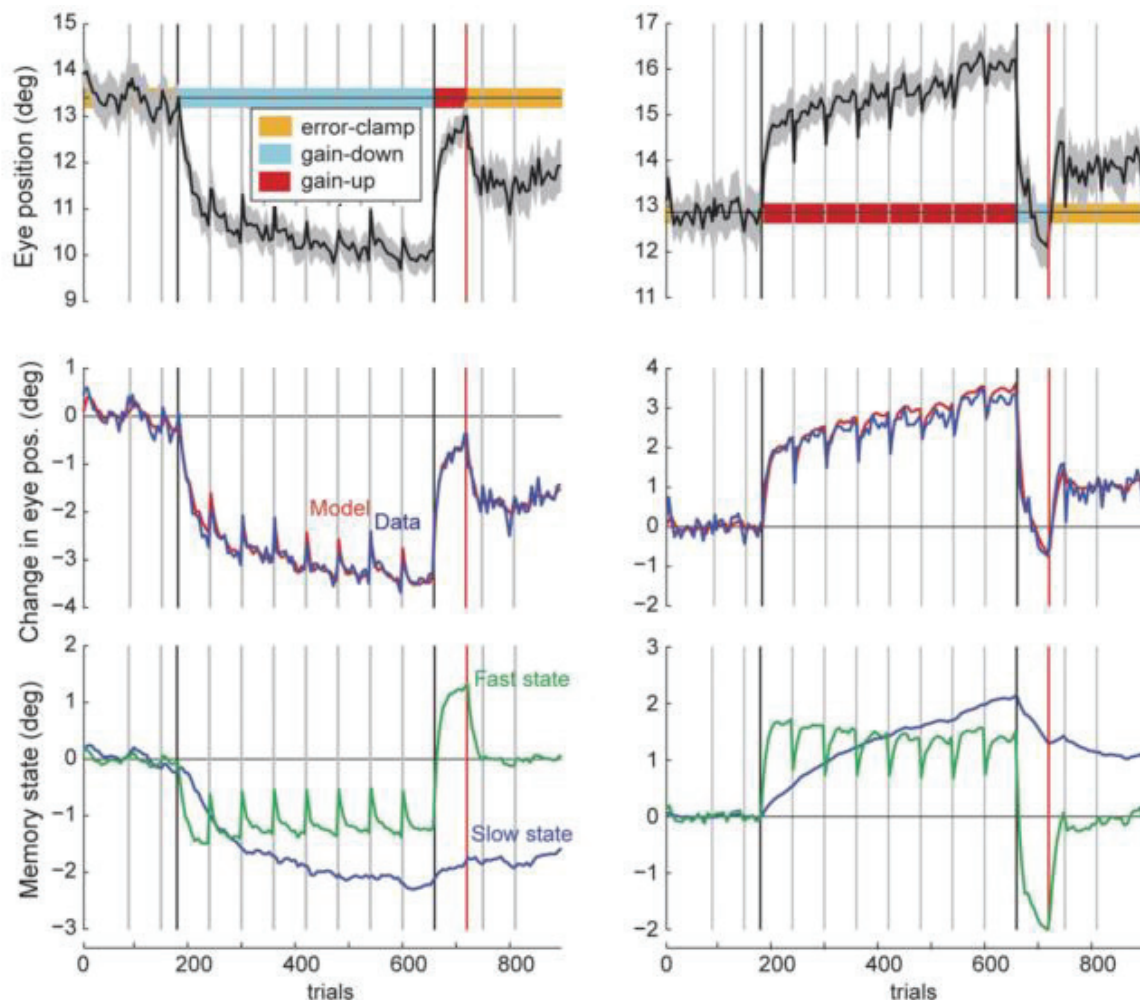 Eye position (deg)
15
14
13
12
11
10
9
error-clamp
gain-down
gain-up
17
16
15
14
13
12
11
Change in eye pos. (deg)
1
0
−1
−2
−3
−4
Model
Data
4
3
2
1
0
−1
−2
Memory state (deg)
2
1
0
−1
−2
−3
Fast state
Slow state
0 200 400 600
trials
3
2
1
0
−1
−2
200 400 600 800
trials